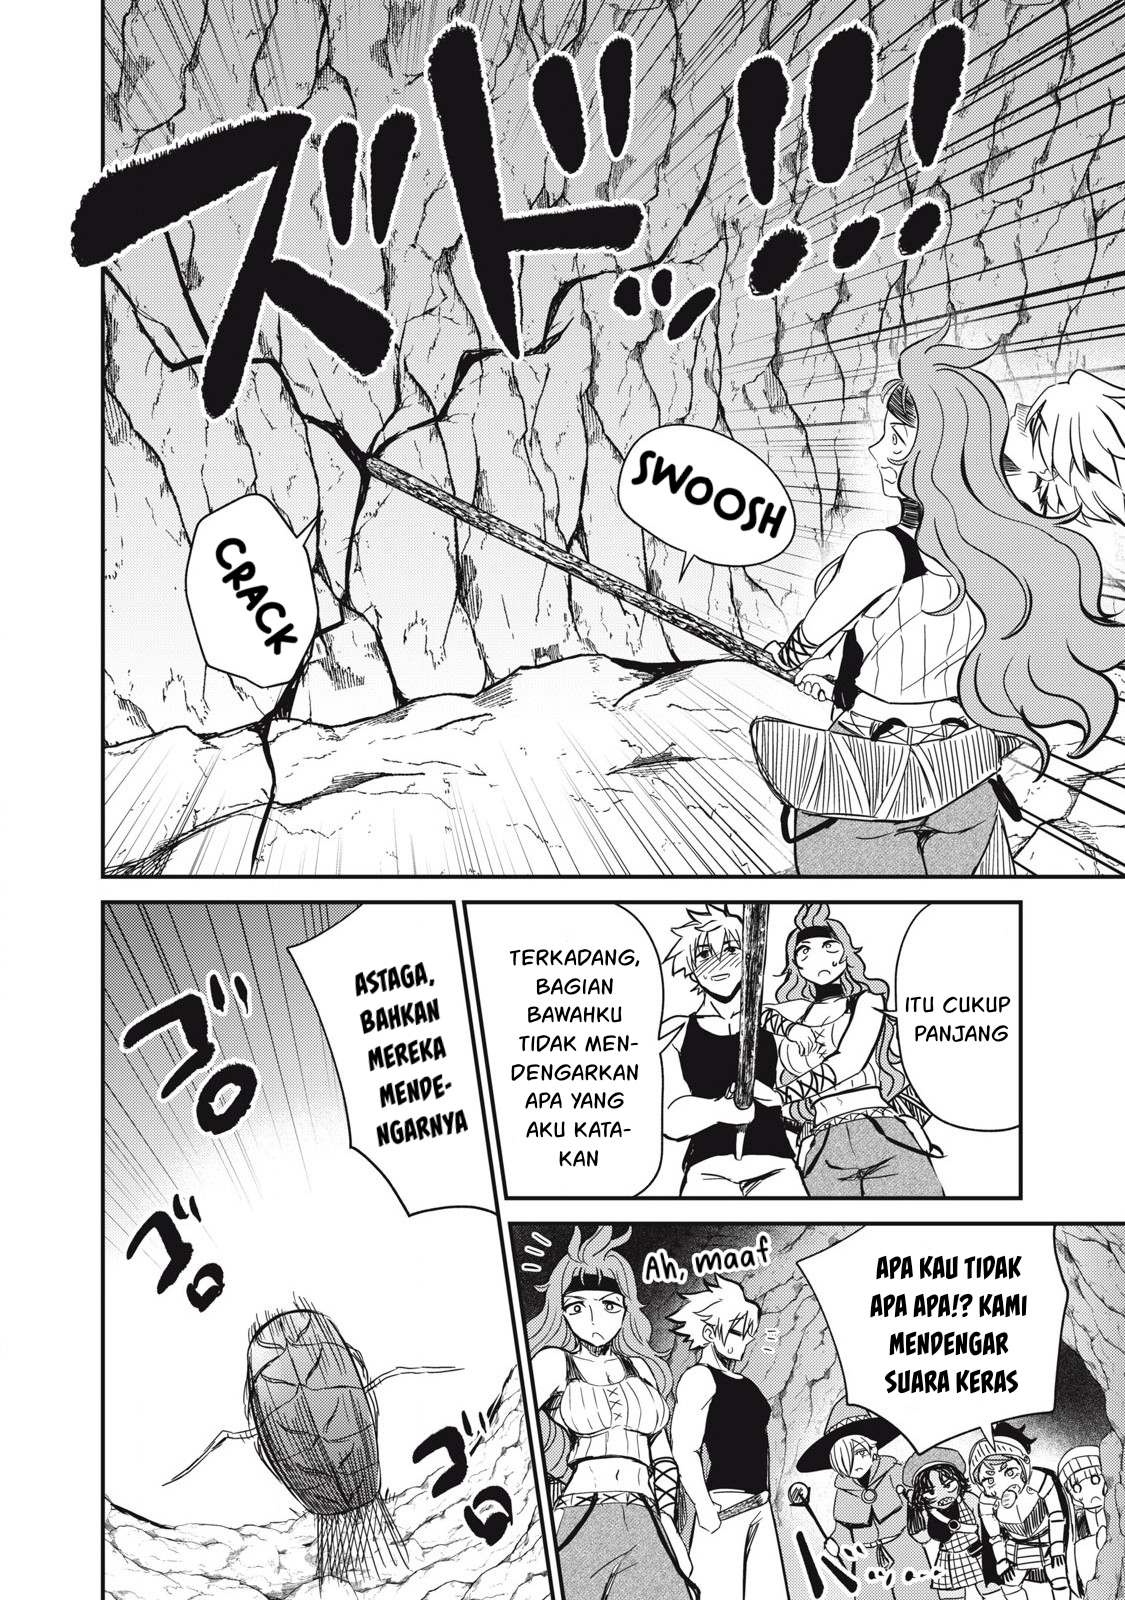 ズドッ!!!
SWOOSH
CRACK
ITU CUKUP
PANJANG
TERKADANG,
BAGIAN
BAWAHKU
TIDAK MEN-
DENGARKAN
APA YANG
AKU KATA-
KAN
ASTAGA,
BAHKAN
MEREKA
MENDE-
NGARNYA
ゴロ
ゴロ
ゴロ
APA KAU TIDAK
APA APA!? KAMI
MENDENGAR
SUARA KERAS
Ah, maaf